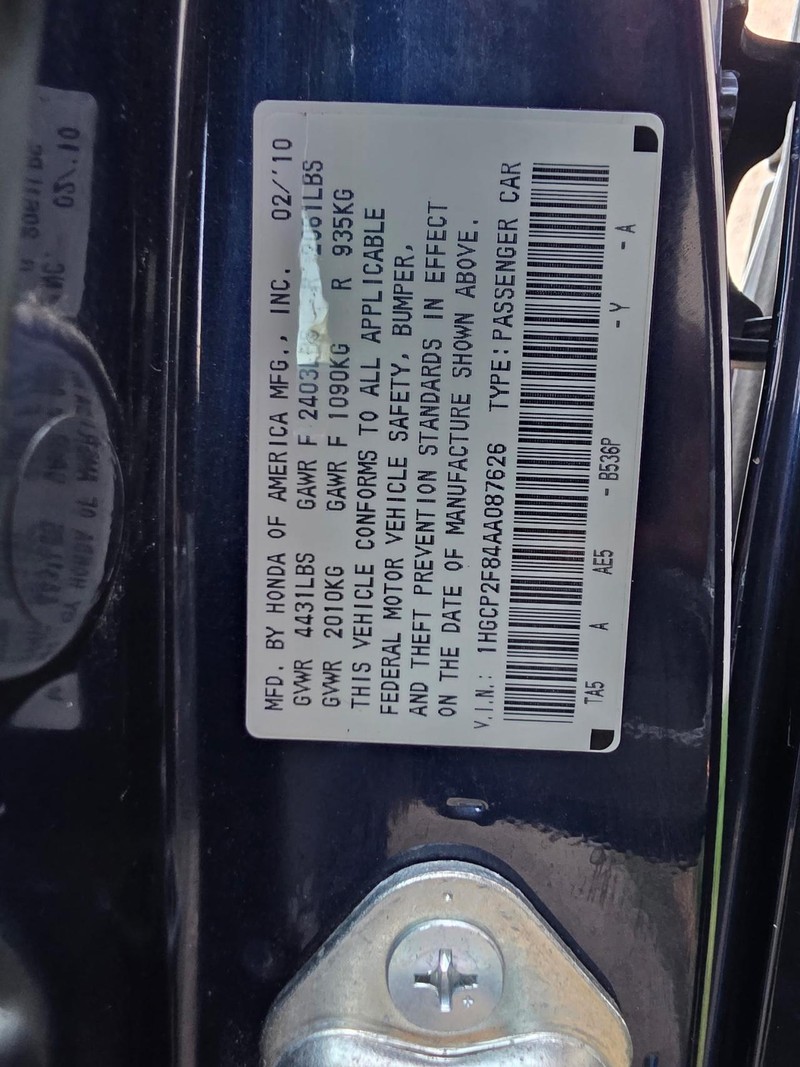 MFD. BY HONDA OF AMERICA MFG., INC. 02/'10
GVWR 4431LBS GAWR F 2403LBS R 2061LBS
GVWR 2010KG GAWR F 1090KG R 935KG
THIS VEHICLE CONFORMS TO ALL APPLICABLE
FEDERAL MOTOR VEHICLE SAFETY, BUMPER,
AND THEFT PREVENTION STANDARDS IN EFFECT
ON THE DATE OF MANUFACTURE SHOWN ABOVE.
V.I.N.: 1HGCP2F84AA087626 TYPE:PASSENGER CAR
TA5 A AE5 - B536P - Y - A